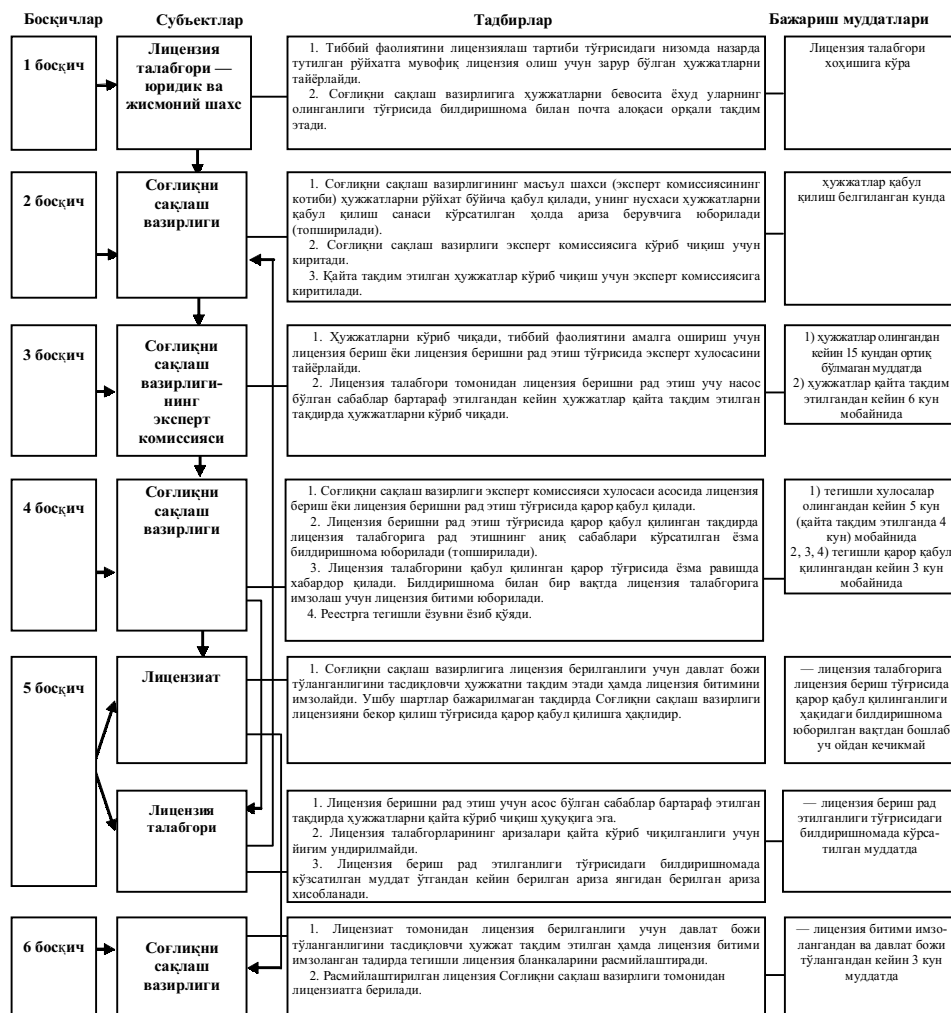 Босқичлар Субъектлар Тадбирлар Бажариш муддатлари
1 босқич
Лицензия
талабгори —
юридик ва
жисмоний шахс
1. Тиббий фаолиятини лицензиялаш тартиби тўғрисидаги низомда назарда
тутилган рўйхатга мувофиқ лицензия олиш учун зарур бўлган ҳужжатларни
тайёрлайди.
2. Соғлиқни сақлаш вазирлигига ҳужжатларни бевосита ёҳуд уларнинг
олинганлиги тўғрисида билдиришнома билан почта алоқаси орқали тақдим
этади.
Лицензия талабгори
хоҳишига кўра
2 босқич
Соғлиқни
сақлаш
вазирлиги
1. Соғлиқни сақлаш вазирлигининг масъул шахси (эксперт комиссиясининг
котиби) ҳужжатларни рўйхат бўйича қабул қилади, унинг нусхаси ҳужжатларни
қабул қилиш санаси кўрсатилган ҳолда ариза берувчига юборилади
(топширилади).
2. Соғлиқни сақлаш вазирлиги эксперт комиссиясига кўриб чиқиш учун
киритади.
3. Қайта тақдим этилган ҳужжатлар кўриб чиқиш учун эксперт комиссиясига
киритилади.
ҳужжатлар қабул
қилиш белгиланган кунда
3 босқич
Соғлиқни
сақлаш
вазирлиги-
нинг
эксперт
комиссияси
1. Ҳужжатларни кўриб чиқади, тиббий фаолиятини амалга ошириш учун
лицензия бериш ёки лицензия беришни рад этиш тўғрисида эксперт хулосасини
тайёрлайди.
2. Лицензия талабгори томонидан лицензия беришни рад этиш учу насос
бўлган сабаблар бартараф этилгандан кейин ҳужжатлар қайта тақдим этилган
тақдирда ҳужжатларни кўриб чиқади.
1) ҳужжатлар олингандан
кейин 15 кундан ортиқ
бўлмаган муддатда
2) ҳужжатлар қайта тақдим
этилгандан кейин 6 кун
мобайнида
4 босқич
Соғлиқни
сақлаш
вазирлиги
1. Соғлиқни сақлаш вазирлиги эксперт комиссияси хулосаси асосида лицензия
бериш ёки лицензия беришни рад этиш тўғрисида қарор қабул қилади.
2. Лицензия беришни рад этиш тўғрисида қарор қабул қилинган тақдирда
лицензия талабгорига рад этишнинг аниқ сабаблари кўрсатилган ёзма
билдиришнома юборилади (топширилади).
3. Лицензия талабгорини қабул қилинган қарор тўғрисида ёзма равишда
хабардор қилади. Билдиришнома билан бир вақтда лицензия талабгорига
имзолаш учун лицензия битими юборилади.
4. Реестрга тегишли ёзувни ёзиб қўяди.
1) тегишли хулосалар
олингандан кейин 5 кун
(қайта тақдим этилганда 4
кун) мобайнида
2, 3, 4) тегишли қарор қабул
қилингандан кейин 3 кун
мобайнида
5 босқич
Лицензиат
1. Соғлиқни сақлаш вазирлигига лицензия берилганлиги учун давлат божи
тўланганлигини тасдиқловчи ҳужжатни тақдим этади ҳамда лицензия битимини
имзолайди. Ушбу шартлар бажарилмаган тақдирда Соғлиқни сақлаш вазирлиги
лицензияни бекор қилиш тўғрисида қарор қабул қилишга ҳақлидир.
— лицензия талабгорига
лицензия бериш тўғрисида
қарор қабул қилинганлиги
ҳақидаги билдиришнома
юборилган вақтдан бошлаб
уч ойдан кечикмай
Лицензия
талабгори
1. Лицензия беришни рад этиш учун асос бўлган сабаблар бартараф этилган
тақдирда ҳужжатларни қайта кўриб чиқиш ҳуқуқига эга.
2. Лицензия талабгорларининг аризалари қайта кўриб чиқилганлиги учун
йиғим ундирилмайди.
3. Лицензия бериш рад этилганлиги тўғрисидаги билдиришномада
кўзсатилган муддат ўтгандан кейин берилган ариза янгидан берилган ариза
хисобланади.
— лицензия бериш рад
этилганлиги тўғрисидаги
билдиришномада кўрса-
тилган муддатда
6 босқич
Соғлиқни
сақлаш
вазирлиги
1. Лицензиат томонидан лицензия берилганлиги учун давлат божи
тўланганлигини тасдиқловчи ҳужжат тақдим этилган ҳамда лицензия битими
имзоланган тадирда тегишли лицензия бланкаларини расмийлаштиради.
2. Расмийлаштирилган лицензия Соғлиқни сақлаш вазирлиги томонидан
лицензиатга берилади.
— лицензия битими имзо-
лангандан ва давлат божи
тўлангандан кейин 3 кун
муддатда